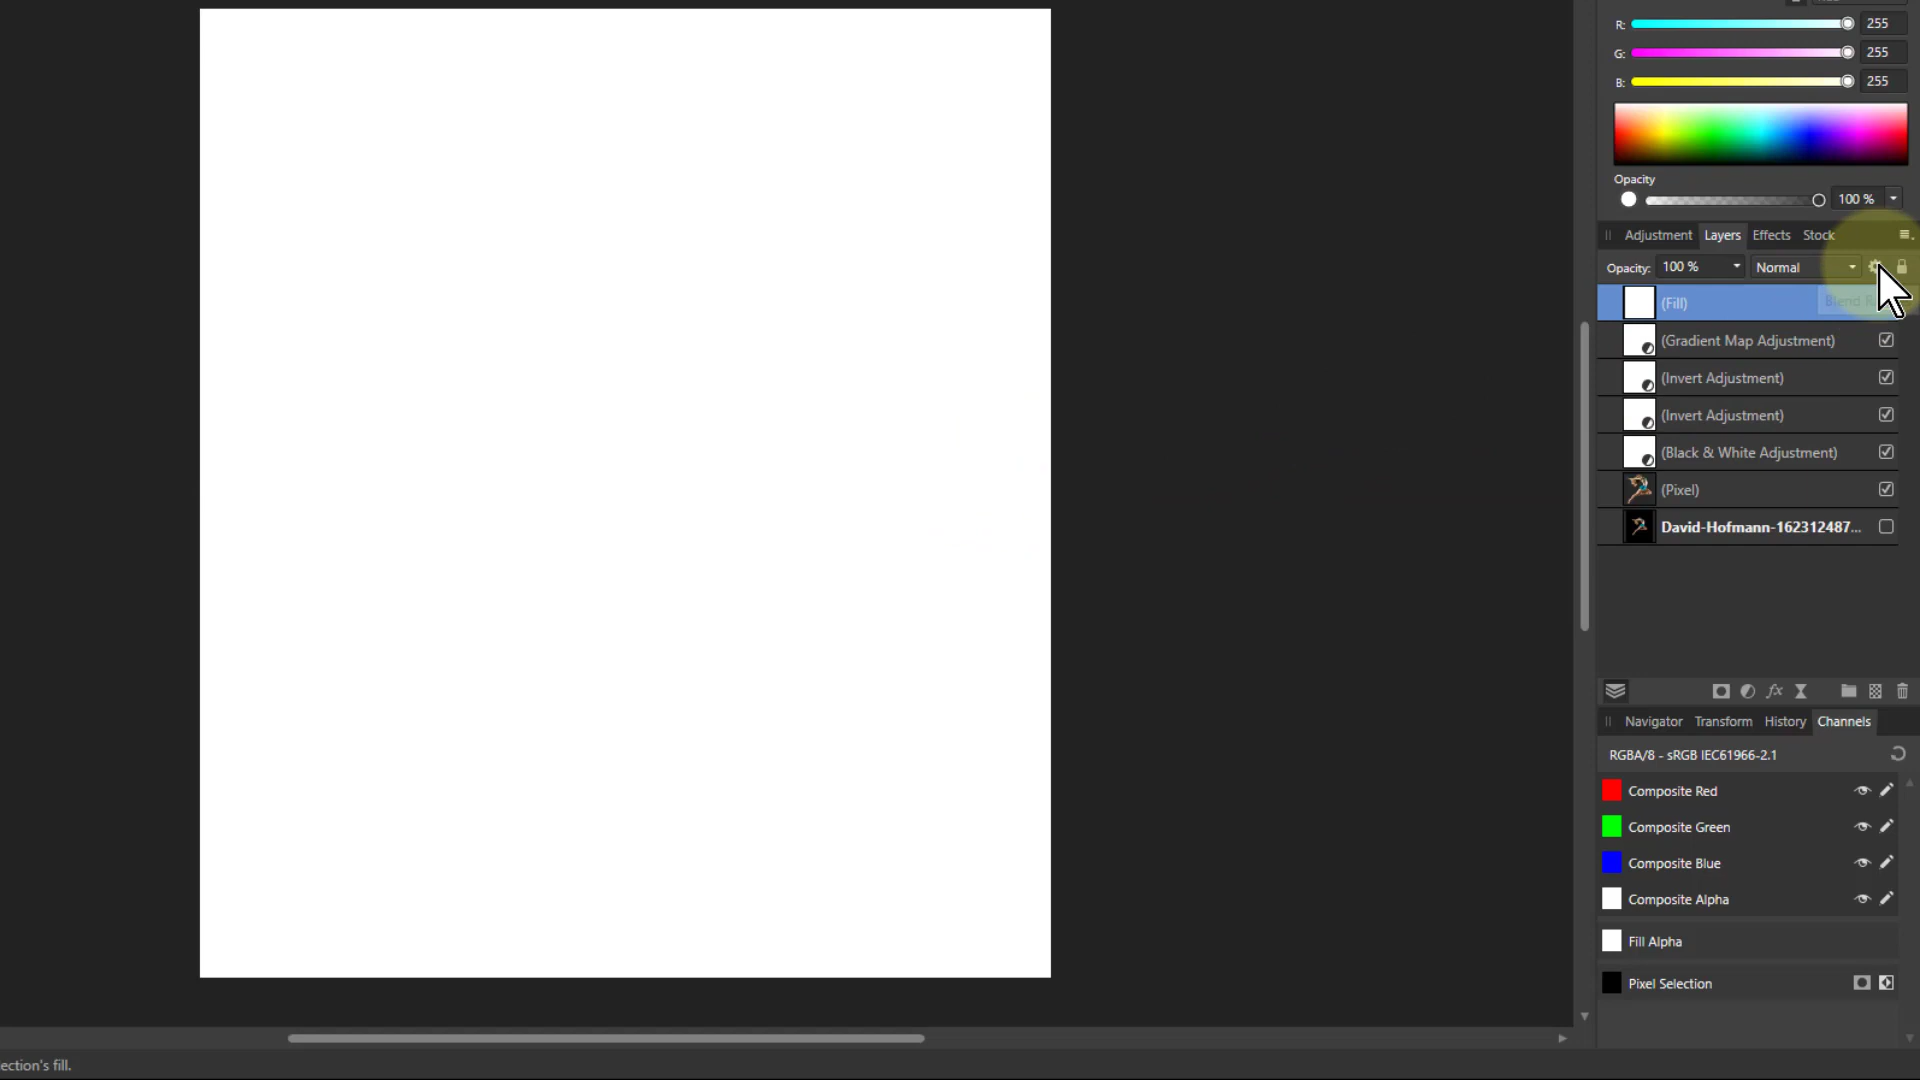 R: 255
G: 255
B: 255
Opacity
100 %
Adjustment Layers Effects Stock
Opacity: 100 % Normal
(Fill)
(Gradient Map Adjustment)
(Invert Adjustment)
(Invert Adjustment)
(Black & White Adjustment)
(Pixel)
David-Hofmann-162312487...
fx
Navigator Transform History Channels
RGBA/8 - sRGB IEC61966-2.1
Composite Red
Composite Green
Composite Blue
Composite Alpha
Fill Alpha
Pixel Selection
ection's fill.